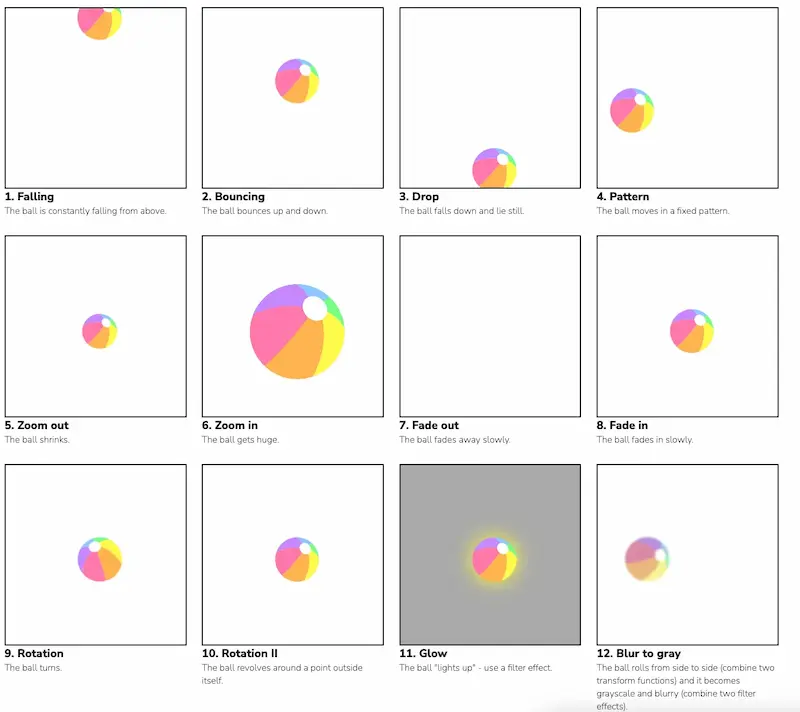 1. Falling
The ball is constantly falling from above.
2. Bouncing
The ball bounces up and down.
3. Drop
The ball falls down and lie still.
4. Pattern
The ball moves in a fixed pattern.
5. Zoom out
The ball shrinks.
6. Zoom in
The ball gets huge.
7. Fade out
The ball fades away slowly.
8. Fade in
The ball fades in slowly.
9. Rotation
The ball turns.
10. Rotation II
The ball revolves around a point outside
itself.
11. Glow
The ball "lights up" - use a filter effect.
12. Blur to gray
The ball rolls from side to side (combine two
transform functions) and it becomes
grayscale and blurry (combine two filter
effects).